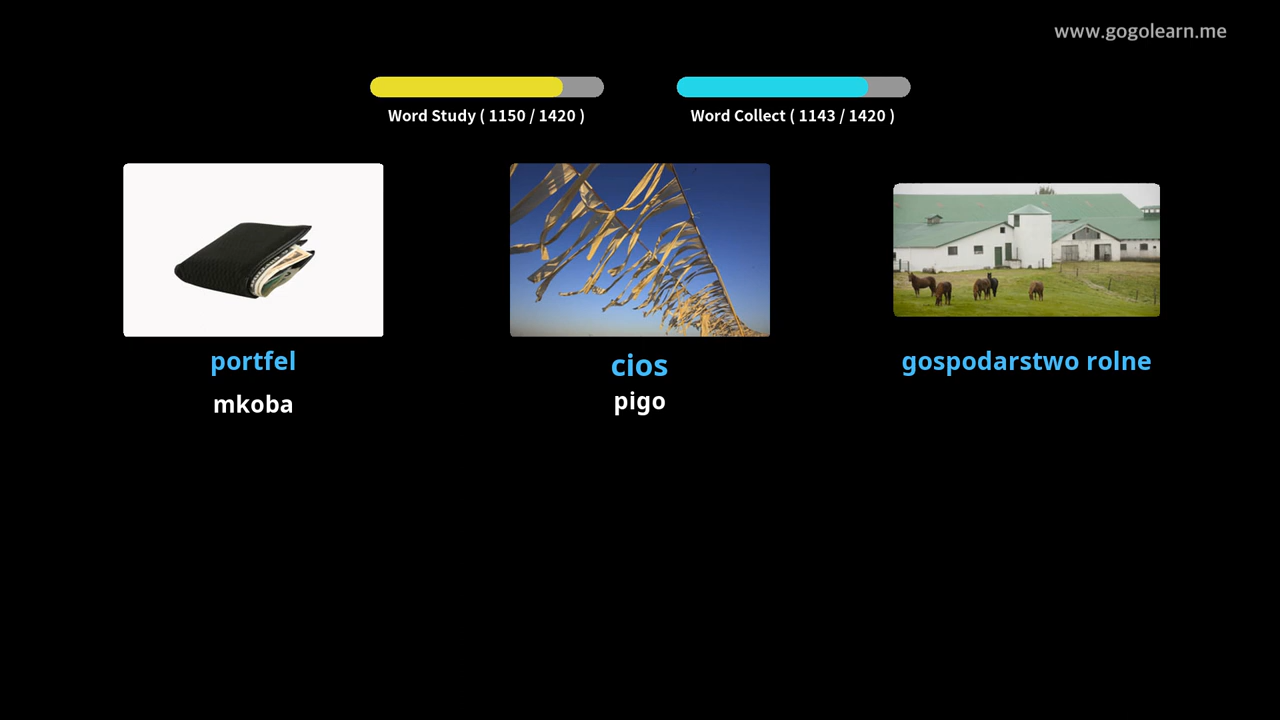 www.gogolearn.me
Word Study ( 1150 / 1420 )
Word Collect ( 1143 / 1420 )
portfel
mkoba
cios
pigo
gospodarstwo rolne